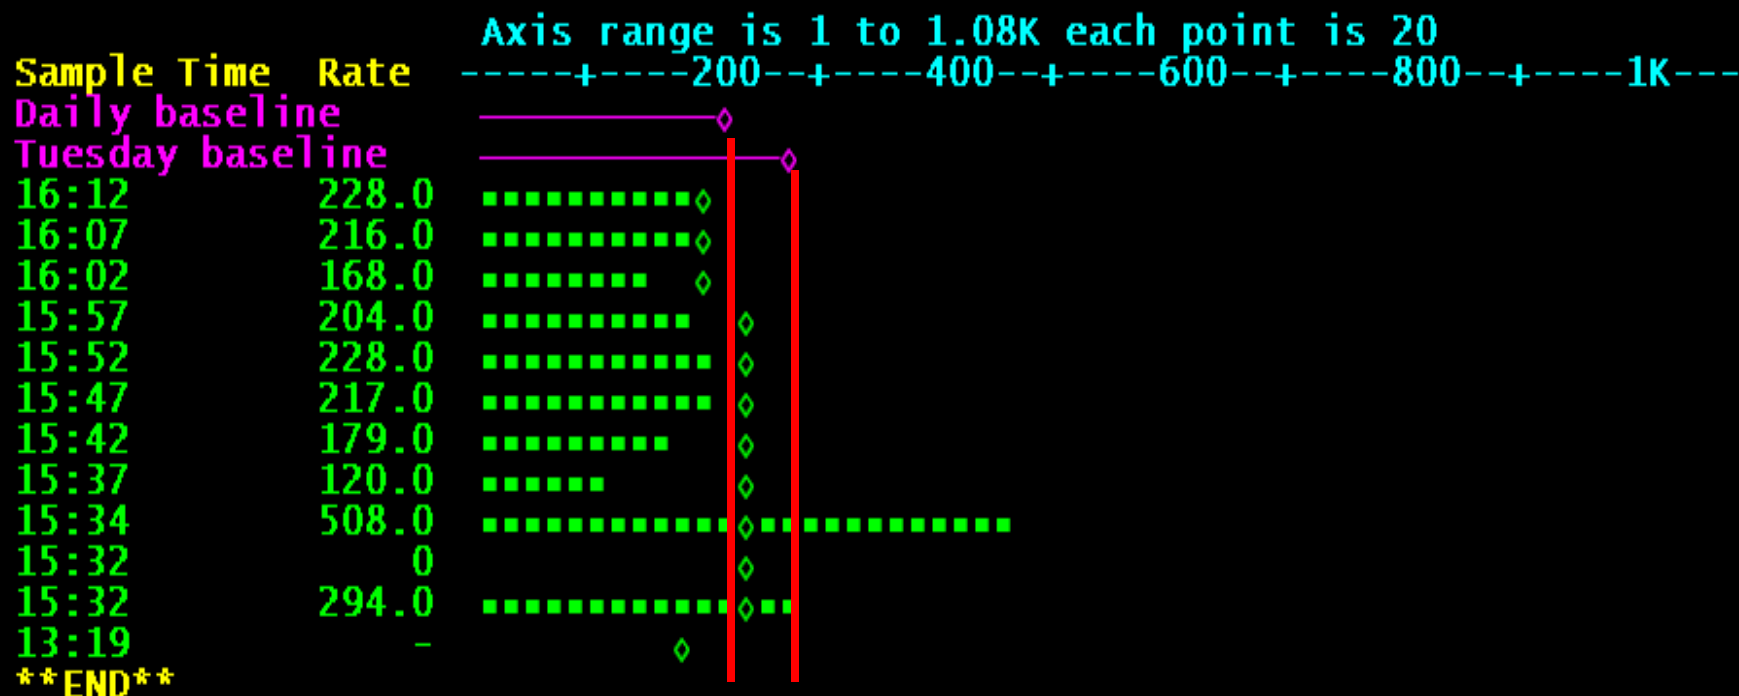 Axis range is 1 to 1.08K each point is 20
Sample Time Rate -----+----200--+----400--+----600--+----800--+----1K---
Daily baseline
Tuesday baseline
16:12 228.0
16:07 216.0
16:02 168.0
15:57 204.0
15:52 228.0
15:47 217.0
15:42 179.0
15:37 120.0
15:34 508.0
15:32 0
15:32 294.0
13:19 -
**END**